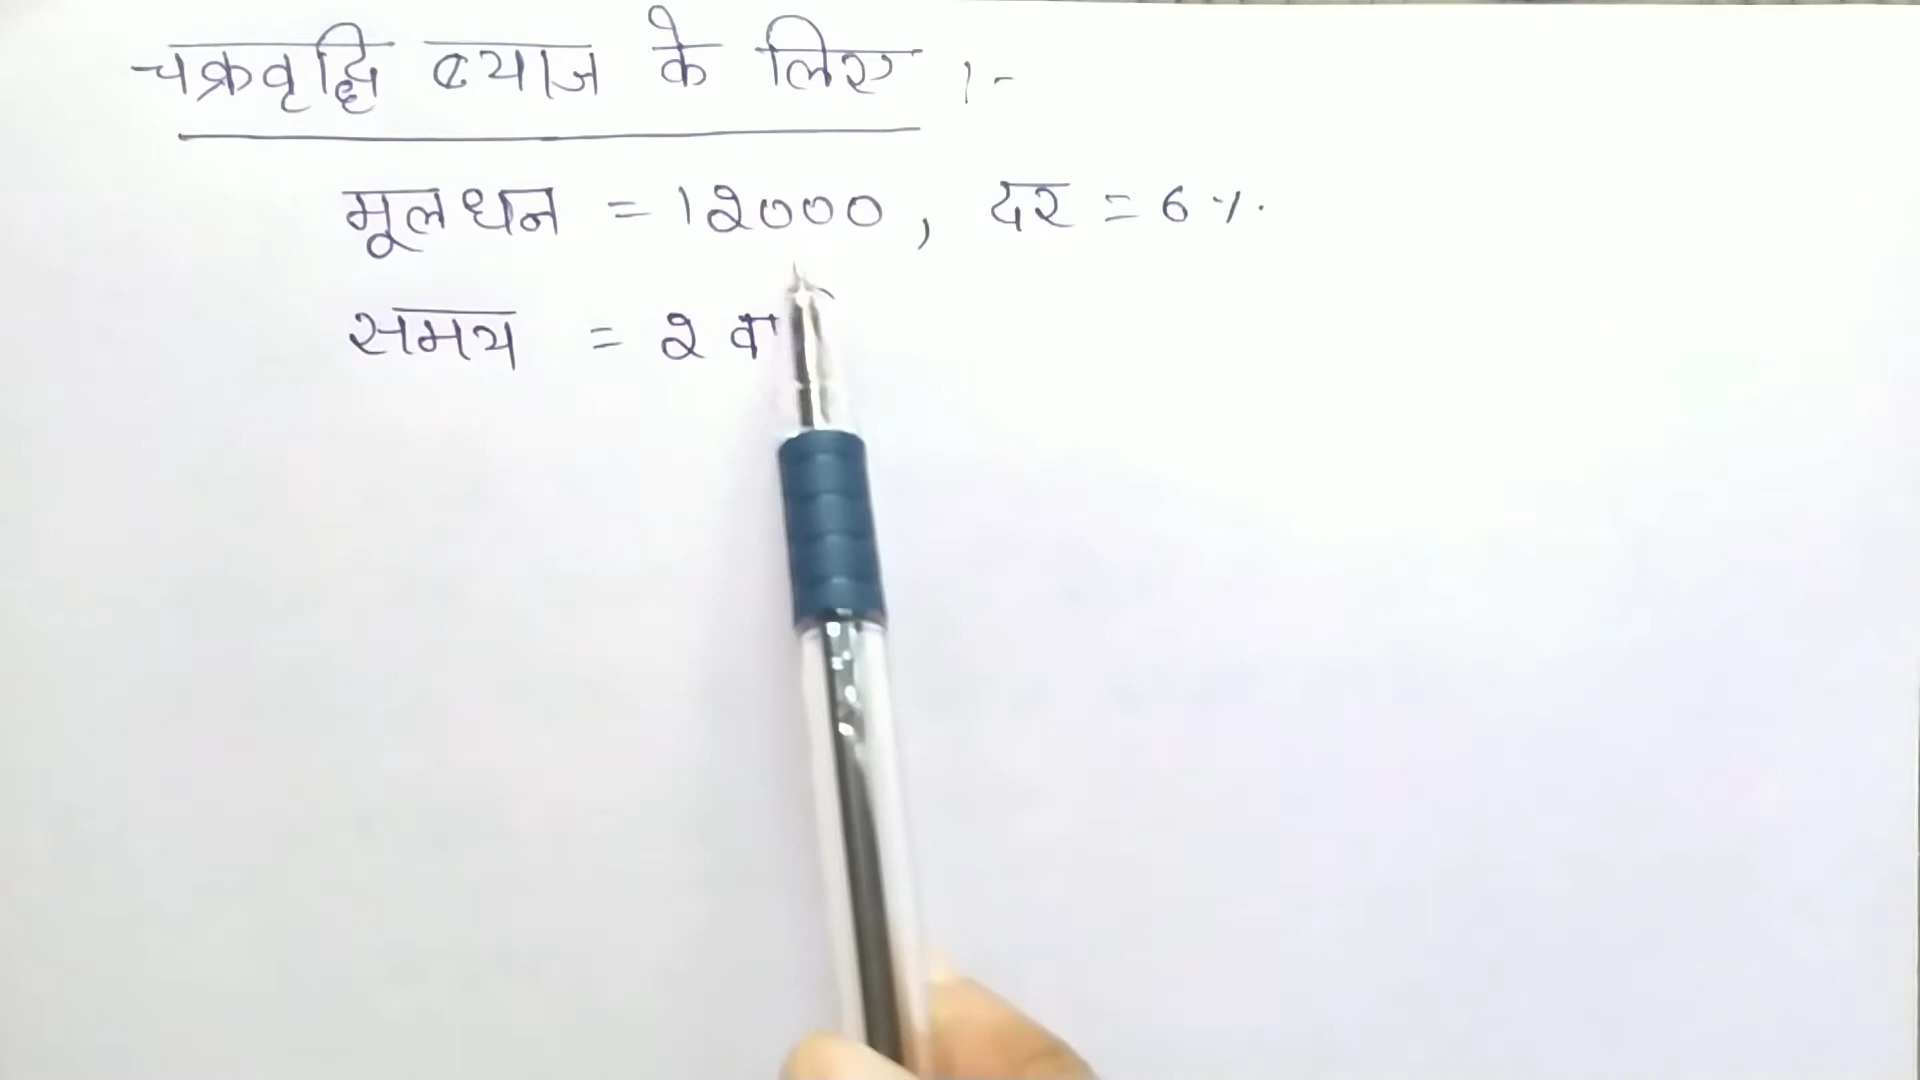 चक्रवृद्धि ब्याज के लिए :-
मूलधन = 12000, दर = 6%
समय = 2